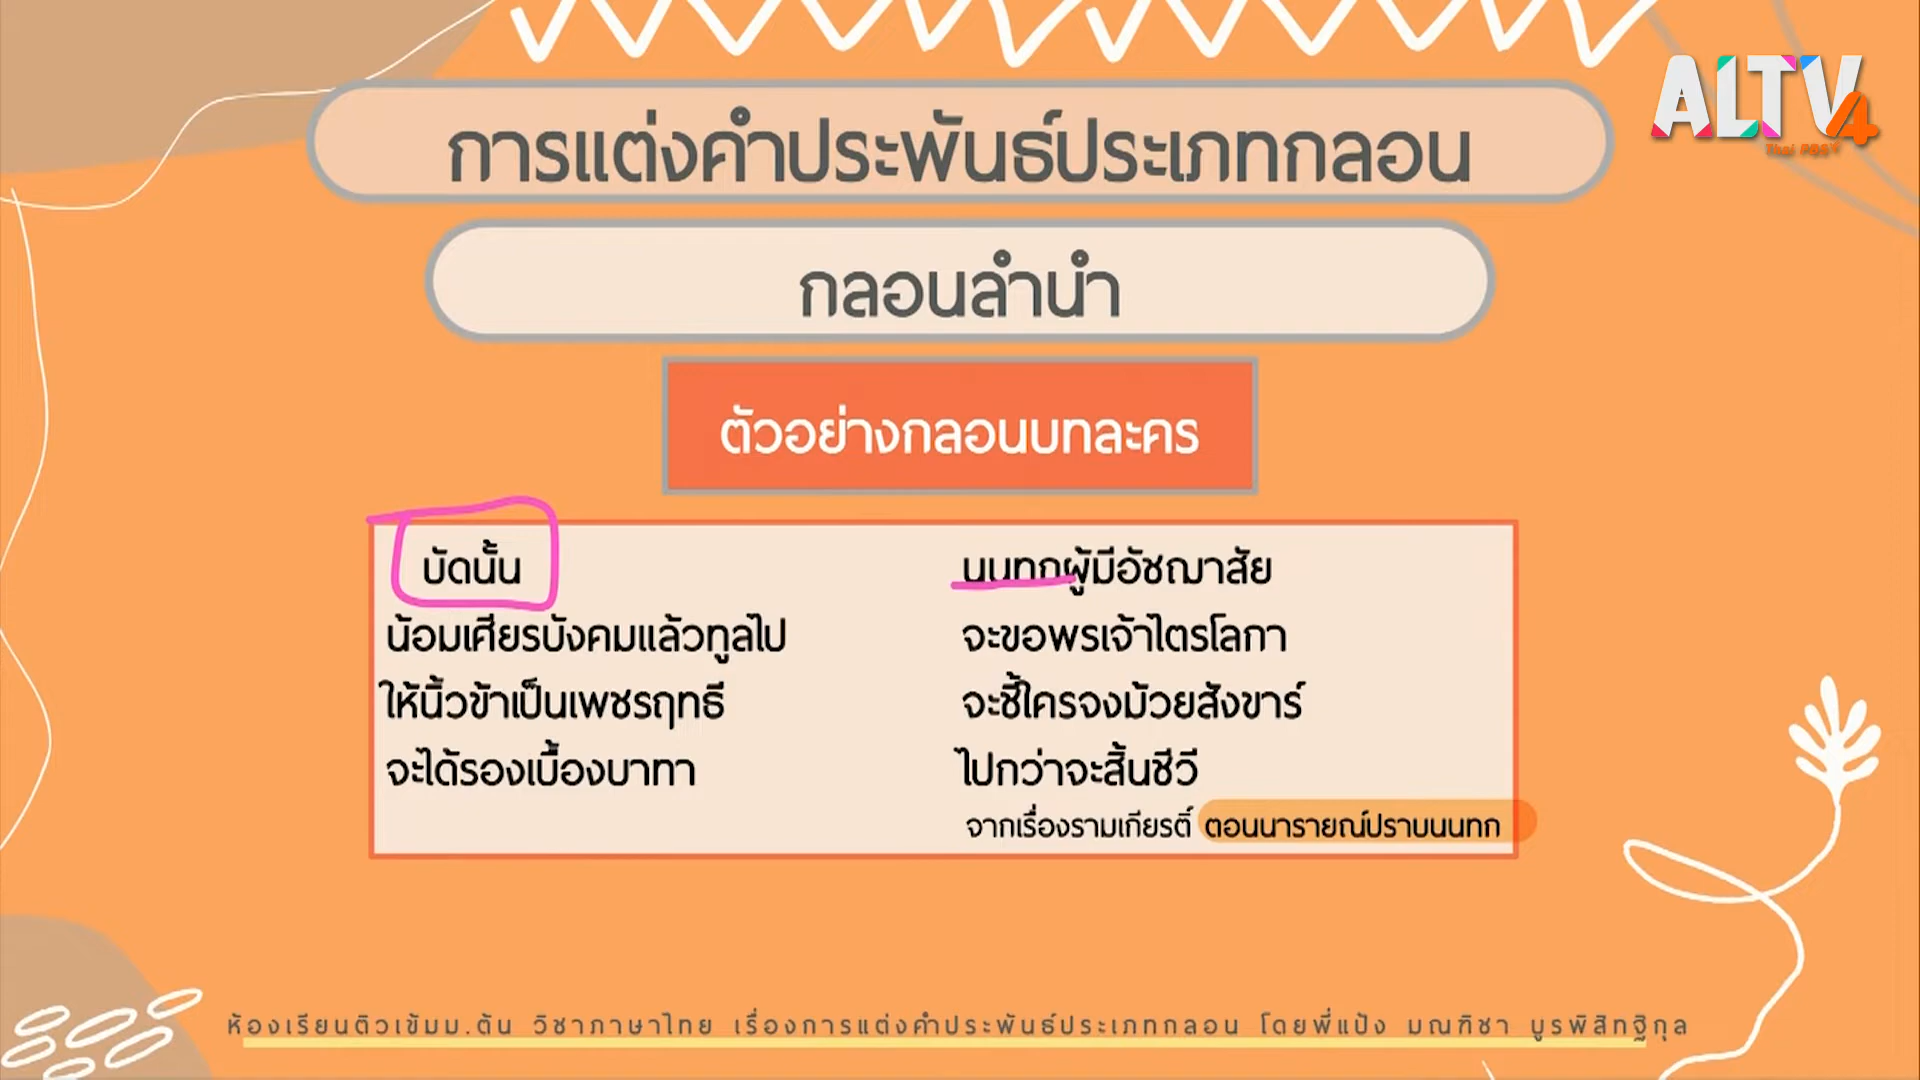 ALTV4
Thai PBS
การแต่งคำประพันธ์ประเภทกลอน
กลอนลำนำ
ตัวอย่างกลอนบทละคร
บัดนั้น นนทกผู้มีอัชฌาสัย
น้อมเศียรบังคมแล้วทูลไป จะขอพรเจ้าไตรโลกา
ให้นิ้วข้าเป็นเพชรฤทธี จะชี้ใครจงม้วยสังขาร์
จะได้รองเบื้องบาทา ไปกว่าจะสิ้นชีวี
จากเรื่องรามเกียรติ์ ตอนนารายณ์ปราบนนทก
ห้องเรียนติวเข้มม.ต้น วิชาภาษาไทย เรื่องการแต่งคำประพันธ์ประเภทกลอน โดยพี่แป้ง มณฑิชา บูรพิสิทฐิกุล